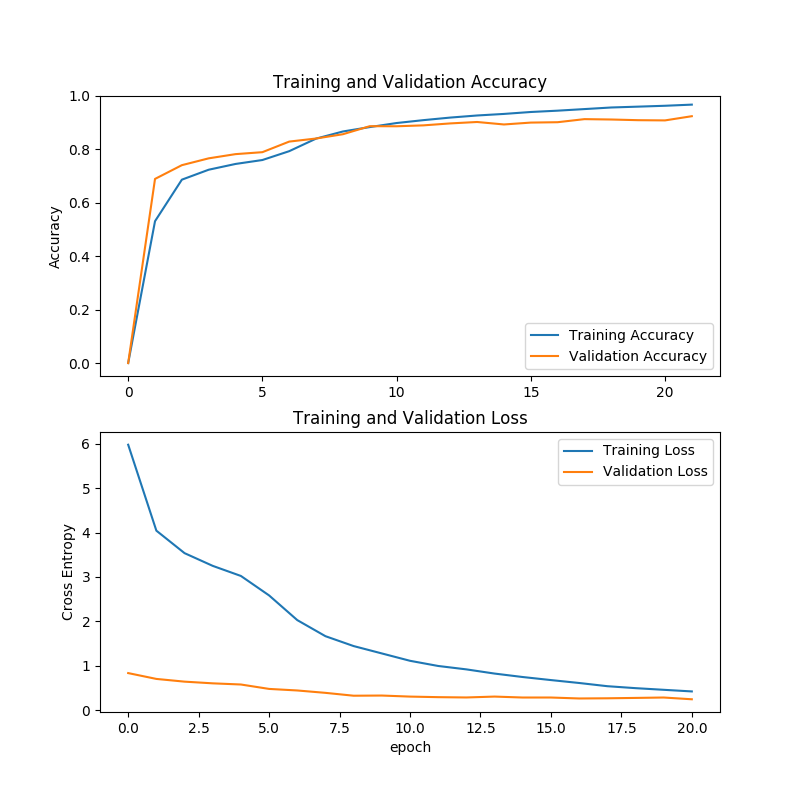 Training and Validation Accuracy
Accuracy
1.0
0.8
0.6
0.4
0.2
0.0
0 5 10 15 20
Training Accuracy
Validation Accuracy
Training and Validation Loss
Cross Entropy
6
5
4
3
2
1
0
0.0 2.5 5.0 7.5 10.0 12.5 15.0 17.5 20.0
epoch
Training Loss
Validation Loss